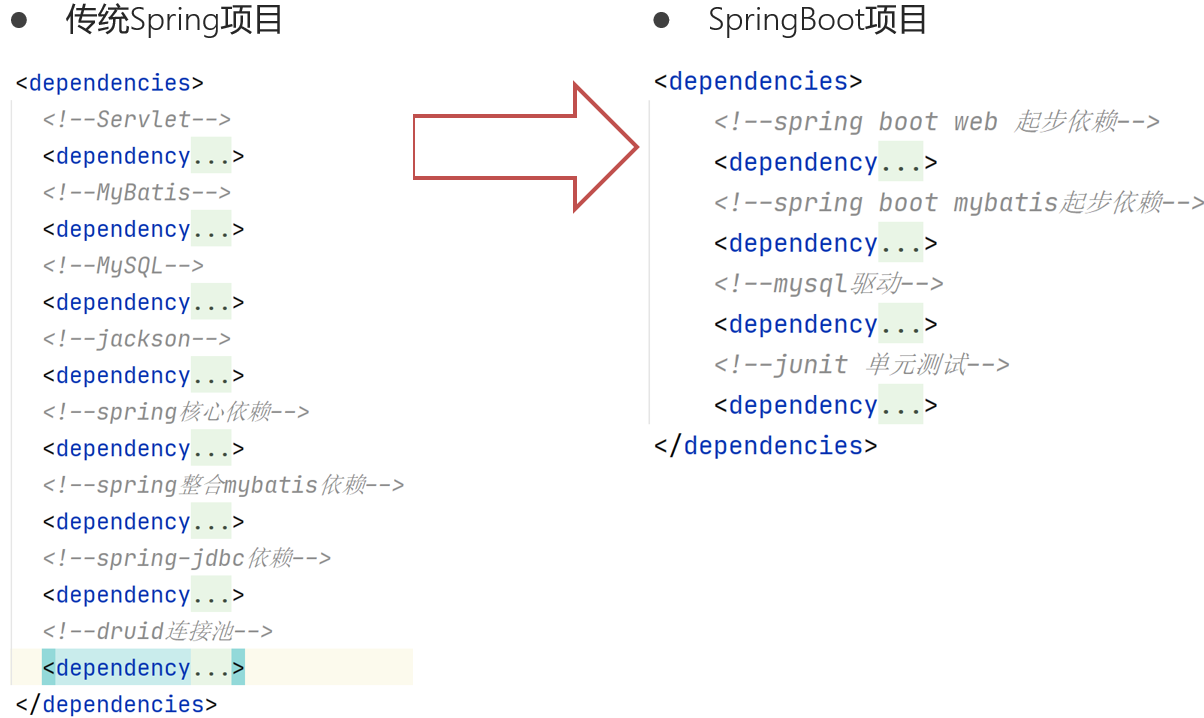 ● 传统Spring项目
<dependencies>
<!--Servlet-->
<dependency...>
<!--MyBatis-->
<dependency...>
<!--MySQL-->
<dependency...>
<!--jackson-->
<dependency...>
<!--spring核心依赖-->
<dependency...>
<!--spring整合mybatis依赖-->
<dependency...>
<!--spring-jdbc依赖-->
<dependency...>
<!--druid连接池-->
<dependency...>
</dependencies>
● SpringBoot项目
<dependencies>
<!--spring boot web 起步依赖-->
<dependency...>
<!--spring boot mybatis起步依赖-->
<dependency...>
<!--mysql驱动-->
<dependency...>
<!--junit 单元测试-->
<dependency...>
</dependencies>